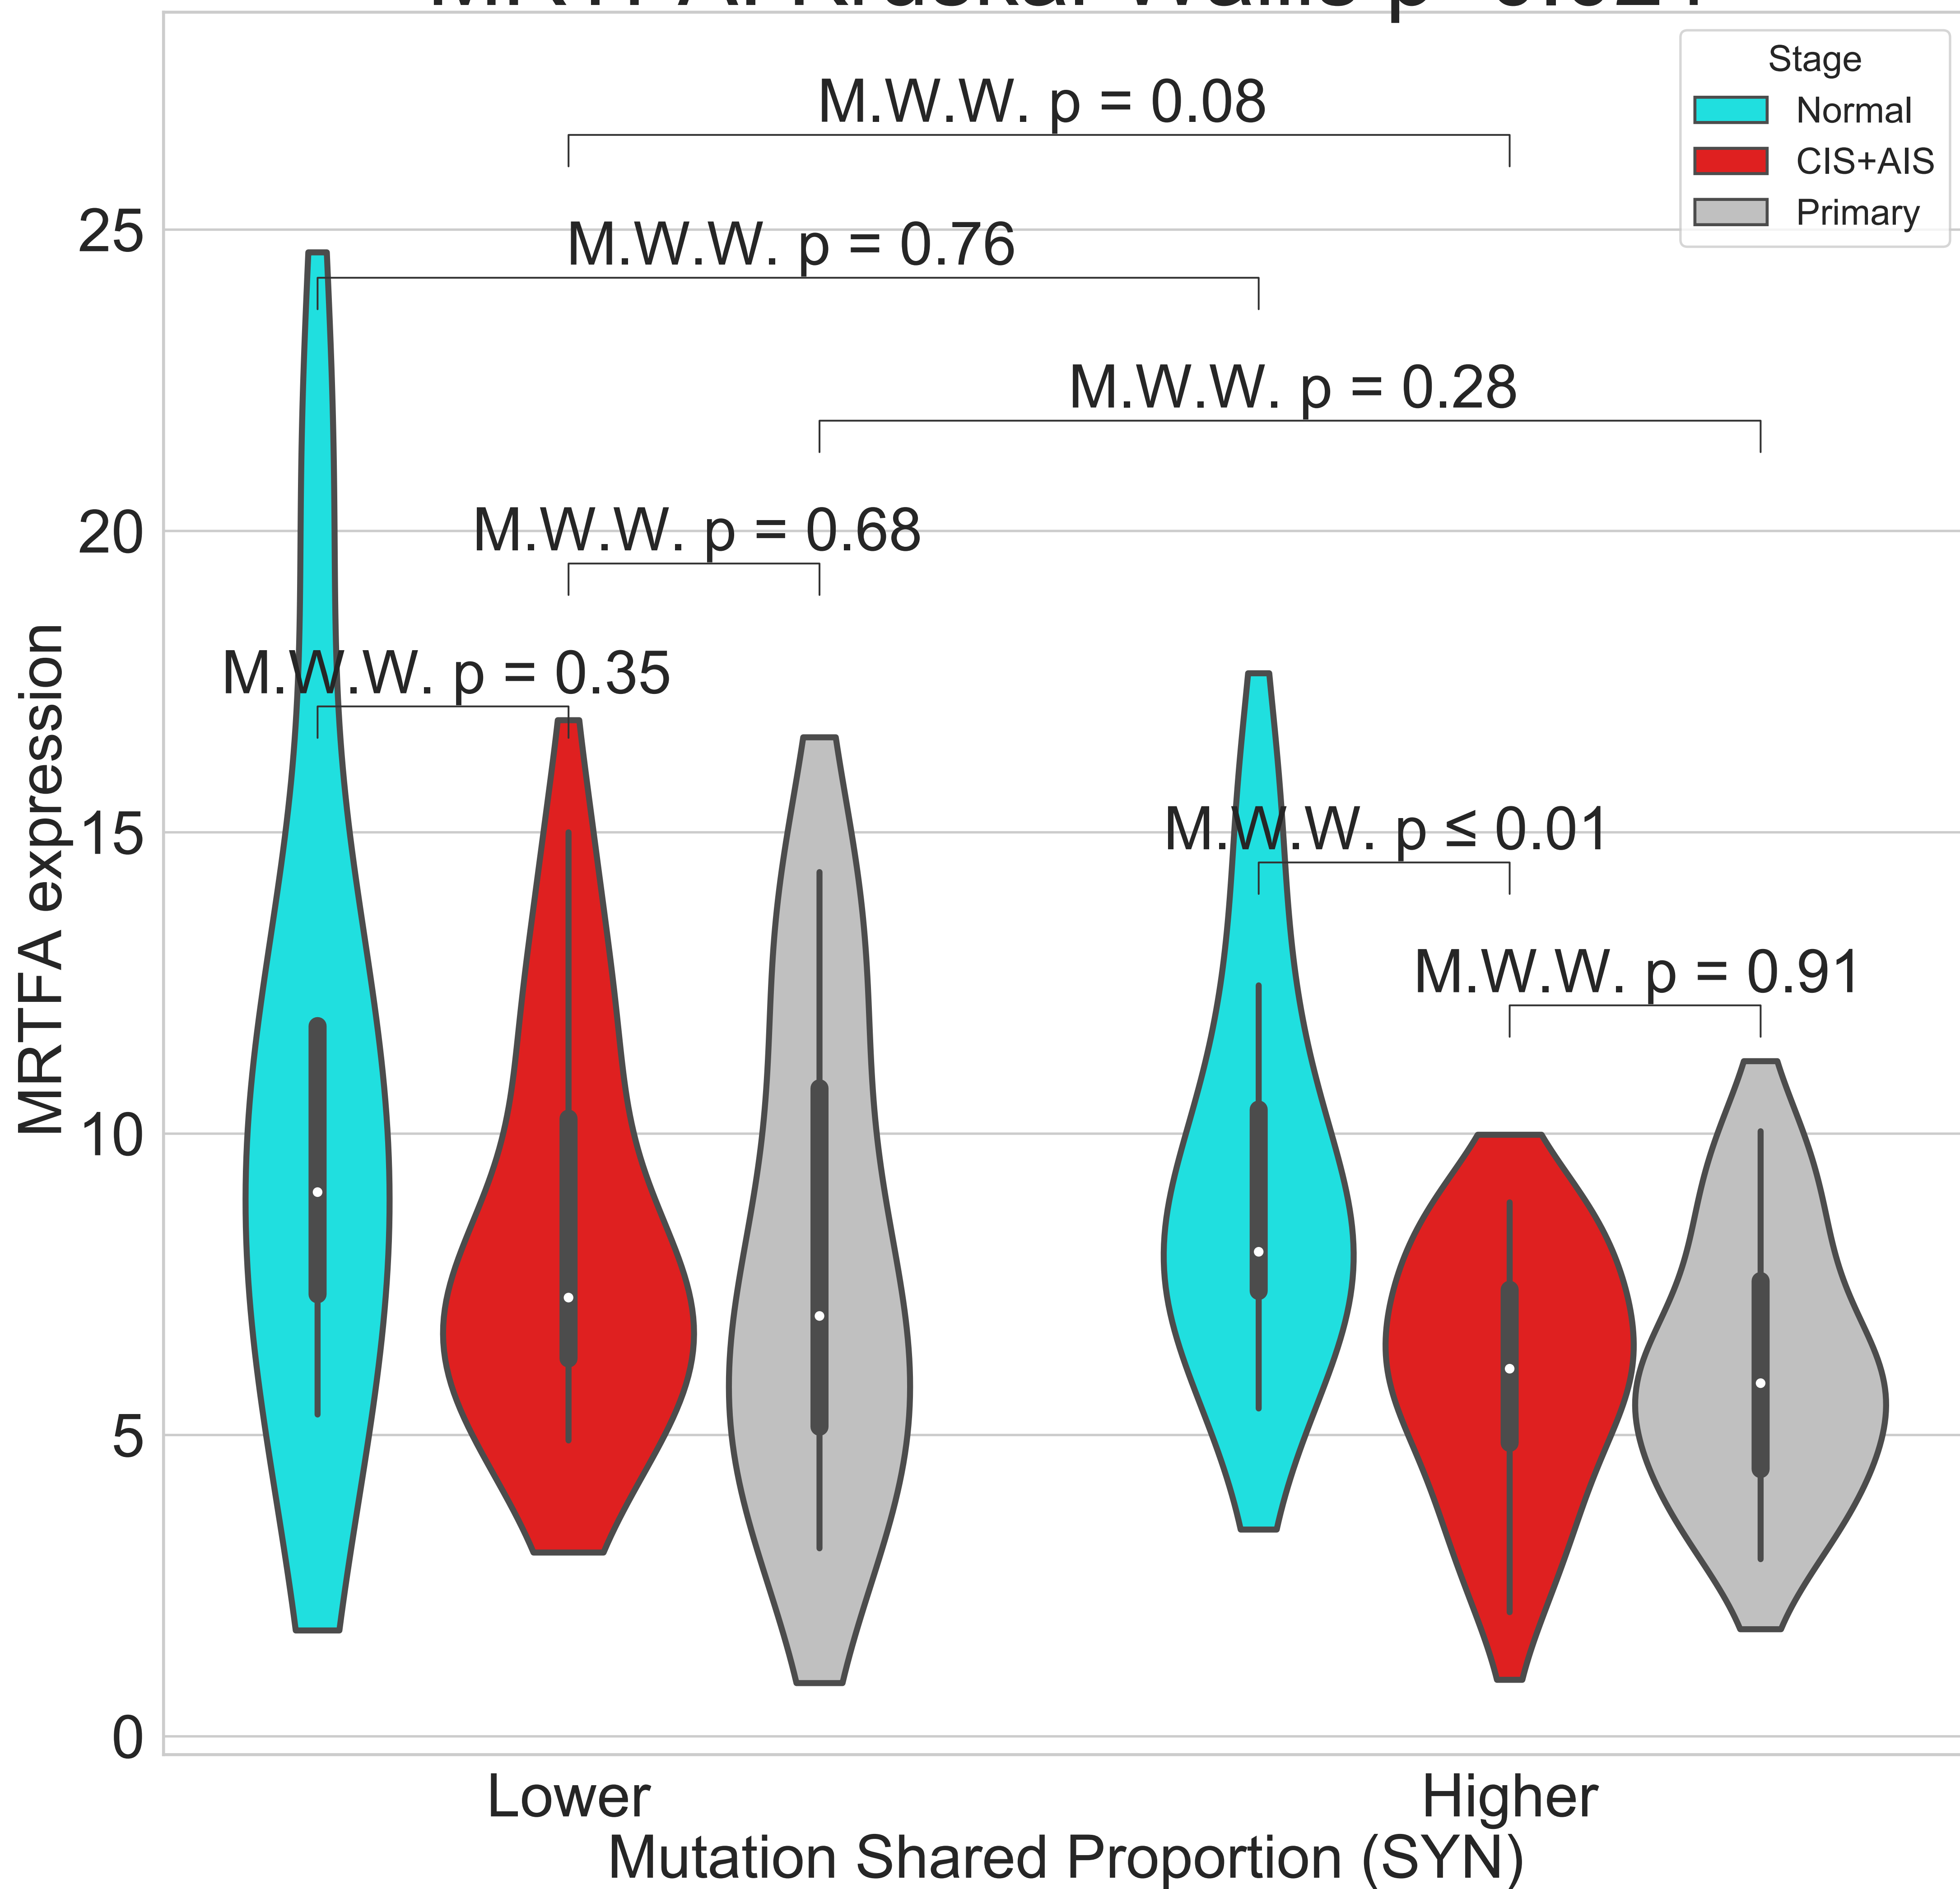 Stage
Normal
CIS+AIS
Primary
M.W.W. p = 0.08
M.W.W. p = 0.76
M.W.W. p = 0.28
M.W.W. p = 0.68
M.W.W. p = 0.35
M.W.W. p ≤ 0.01
M.W.W. p = 0.91
25
20
15
10
5
0
MRTFA expression
Lower
Higher
Mutation Shared Proportion (SYN)